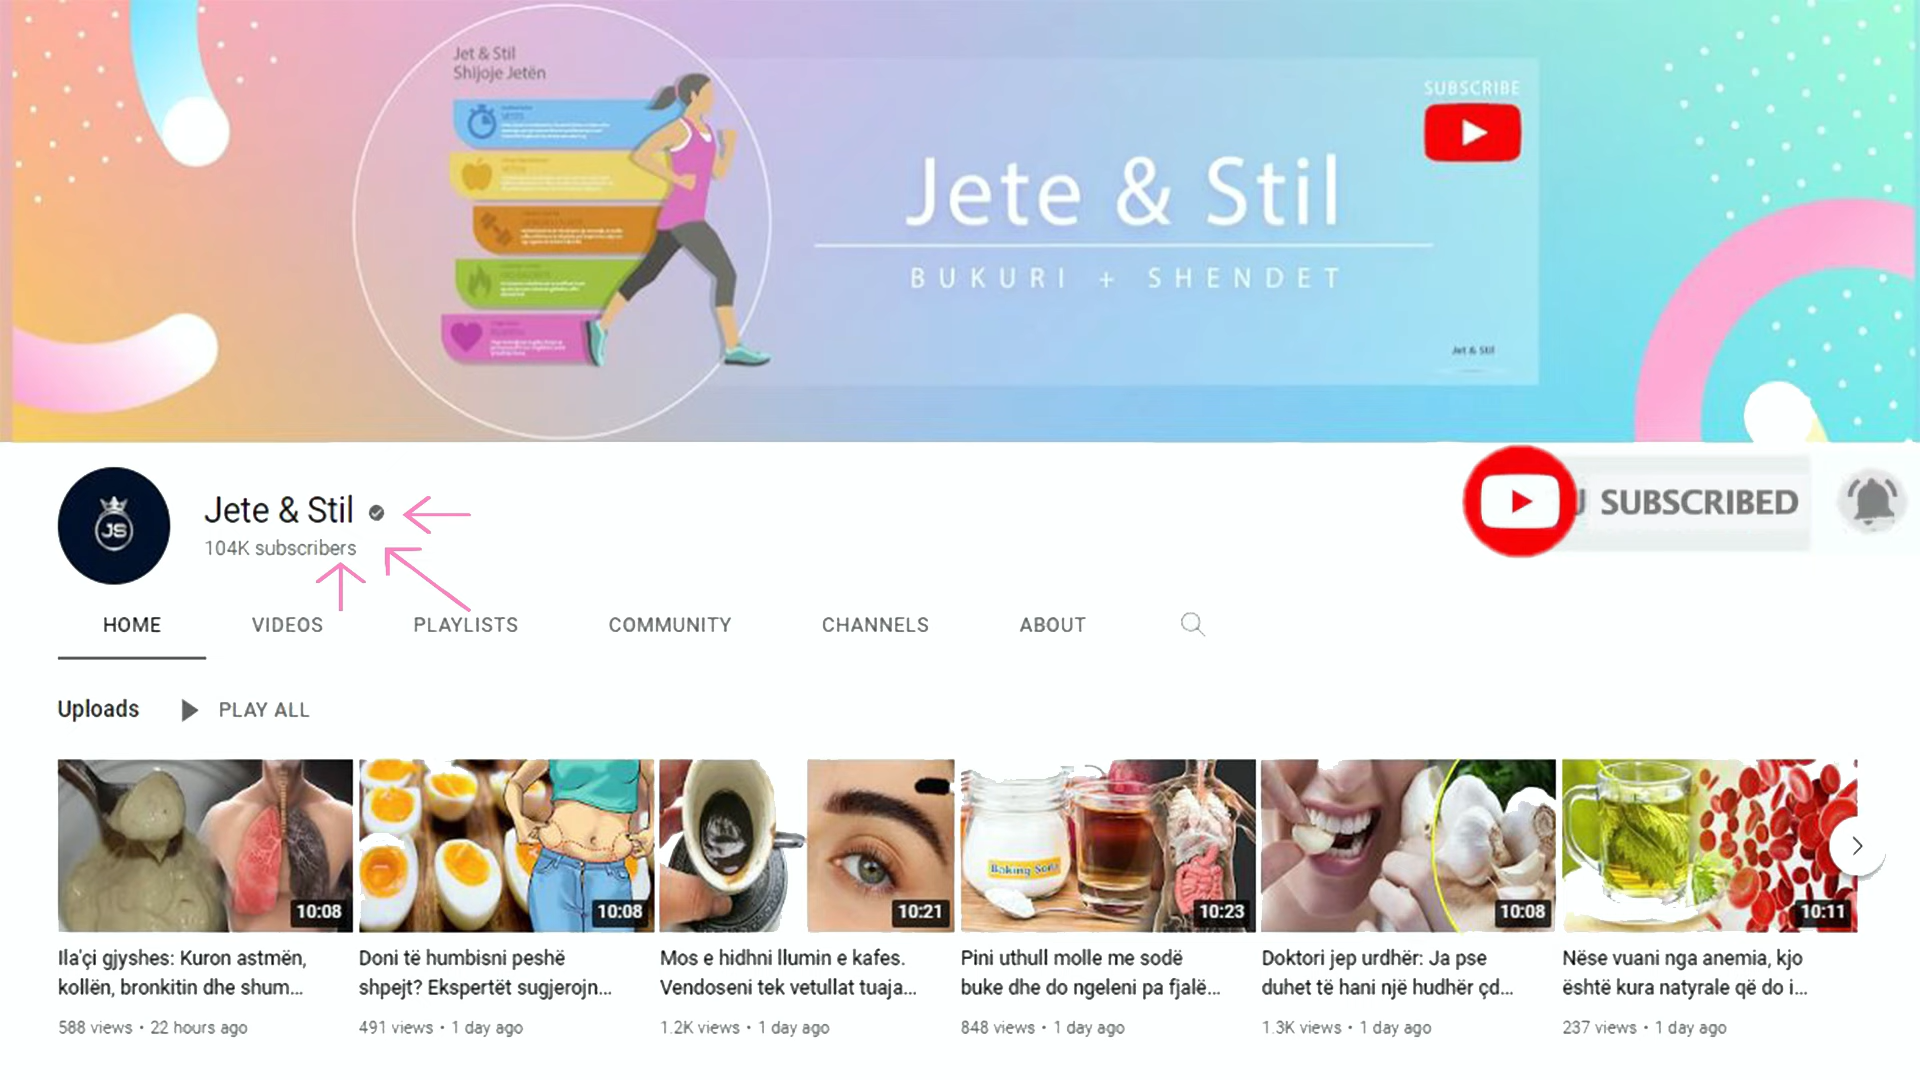 Jet & Stil
Shijoje Jetën
SUBSCRIBE
Jete & Stil
BUKURI + SHENDET
Jet & Stil
JS
Jete & Stil
104K subscribers
SUBSCRIBED
HOME
VIDEOS
PLAYLISTS
COMMUNITY
CHANNELS
ABOUT
Uploads
PLAY ALL
10:08
10:08
10:21
Baking Soda
10:23
10:08
10:11
Ila'çi gjyshes: Kuron astmën,
kollën, bronkitin dhe shum...
588 views • 22 hours ago
Doni të humbisni peshë
shpejt? Ekspertët sugjerojn...
491 views • 1 day ago
Mos e hidhni llumin e kafes.
Vendoseni tek vetullat tuaja...
1.2K views • 1 day ago
Pini uthull molle me sodë
buke dhe do ngeleni pa fjalë...
848 views • 1 day ago
Doktori jep urdhër: Ja pse
duhet të hani një hudhër çd...
1.3K views • 1 day ago
Nëse vuani nga anemia, kjo
është kura natyrale që do i...
237 views • 1 day ago